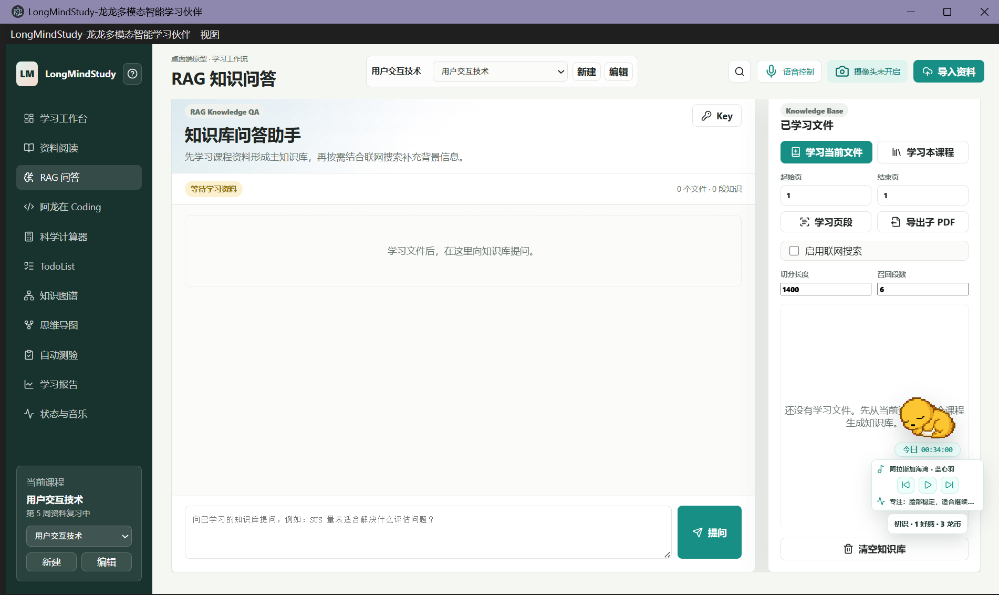 LongMindStudy-龙龙多模态智能学习伙伴
LongMindStudy-龙龙多模态智能学习伙伴 视图
LM LongMindStudy
学习工作台
资料阅读
RAG 问答
阿龙在 Coding
科学计算器
TodoList
知识图谱
思维导图
自动测验
学习报告
状态与音乐
当前课程
用户交互技术
第 5 周资料复习中
用户交互技术
新建 编辑
桌面端原型 · 学习工作流
RAG 知识问答
用户交互技术 用户交互技术 新建 编辑
语音控制 摄像头未开启 导入资料
RAG Knowledge QA
知识库问答助手
先学习课程资料形成主知识库，再按需结合联网搜索补充背景信息。
Key
等待学习资料 0 个文件 · 0 段知识
学习文件后，在这里向知识库提问。
向已学习的知识库提问，例如：SUS 量表适合解决什么评估问题？
提问
Knowledge Base
已学习文件
学习当前文件 学习本课程
起始页 结束页
1 1
学习页段 导出子 PDF
启用联网搜索
切分长度 召回段数
1400 6
还没有学习文件。先从当前 课程
生成知识库。
今日 00:34:00
阿拉斯加海湾 - 蓝心羽
专注：脸部稳定，适合继续...
初识 · 1 好感 · 3 龙币
清空知识库